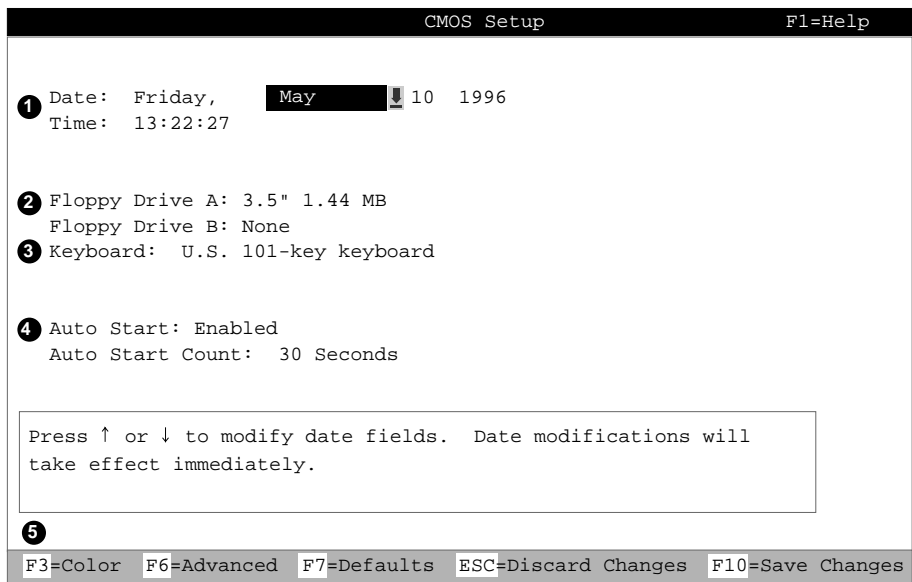 CMOS Setup F1=Help
1 Date: Friday, May 10 1996
Time: 13:22:27
2 Floppy Drive A: 3.5" 1.44 MB
Floppy Drive B: None
3 Keyboard: U.S. 101-key keyboard
4 Auto Start: Enabled
Auto Start Count: 30 Seconds
Press ↑ or ↓ to modify date fields. Date modifications will
take effect immediately.
5
F3=Color F6=Advanced F7=Defaults ESC=Discard Changes F10=Save Changes